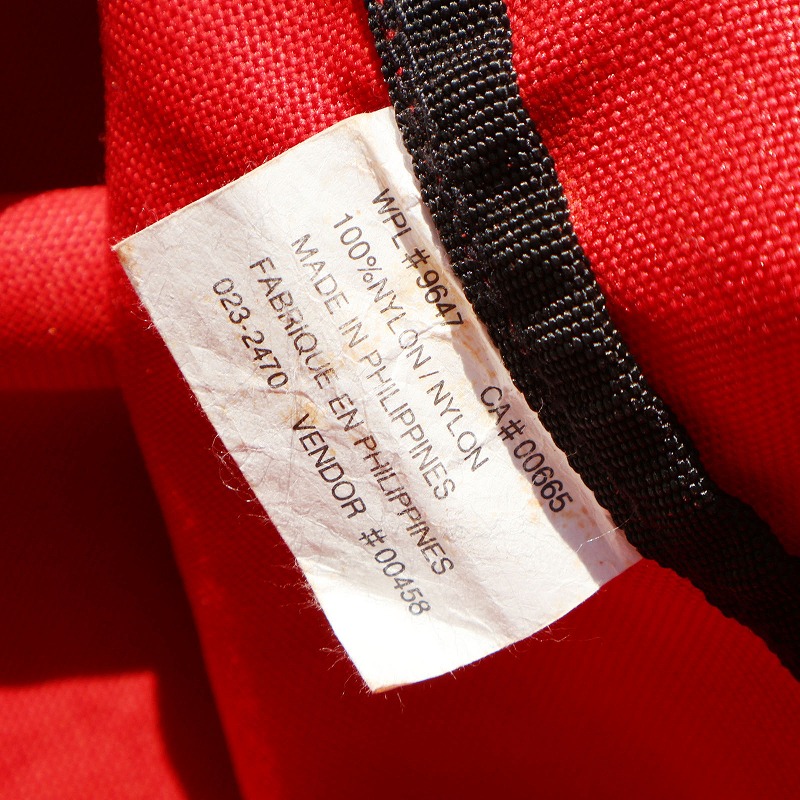 WPL #9647 CA#00665
100%NYLON/NYLON
MADE IN PHILIPPINES
FABRIQUE EN PHILIPPINES
023-2470 VENDOR #00458